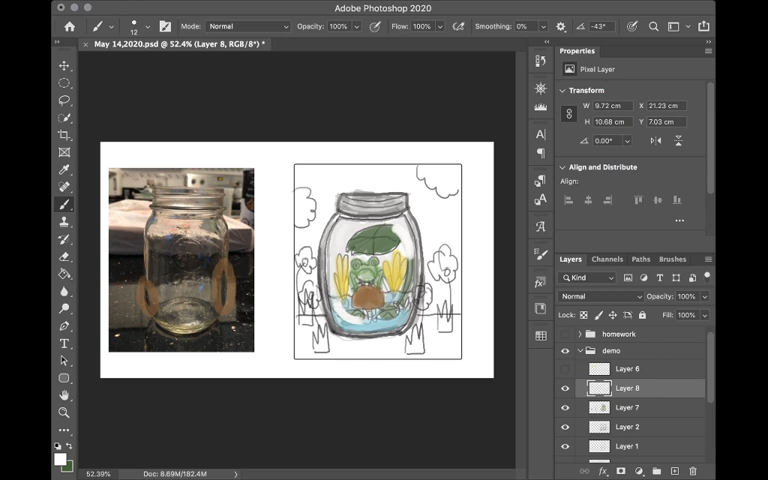 Adobe Photoshop 2020
12
Mode: Normal
Opacity: 100%
Flow: 100%
Smoothing: 0%
-43°
× May 14,2020.psd @ 52.4% (Layer 8, RGB/8*) *
Properties
Pixel Layer
Transform
W 9.72 cm X 21.23 cm
H 10.68 cm Y 7.03 cm
0.00°
Align and Distribute
Align:
Layers Channels Paths Brushes
Kind
Normal Opacity: 100%
Lock: Fill: 100%
homework
demo
Layer 6
Layer 8
Layer 7
Layer 2
Layer 1
52.39% Doc: 8.69M/182.4M